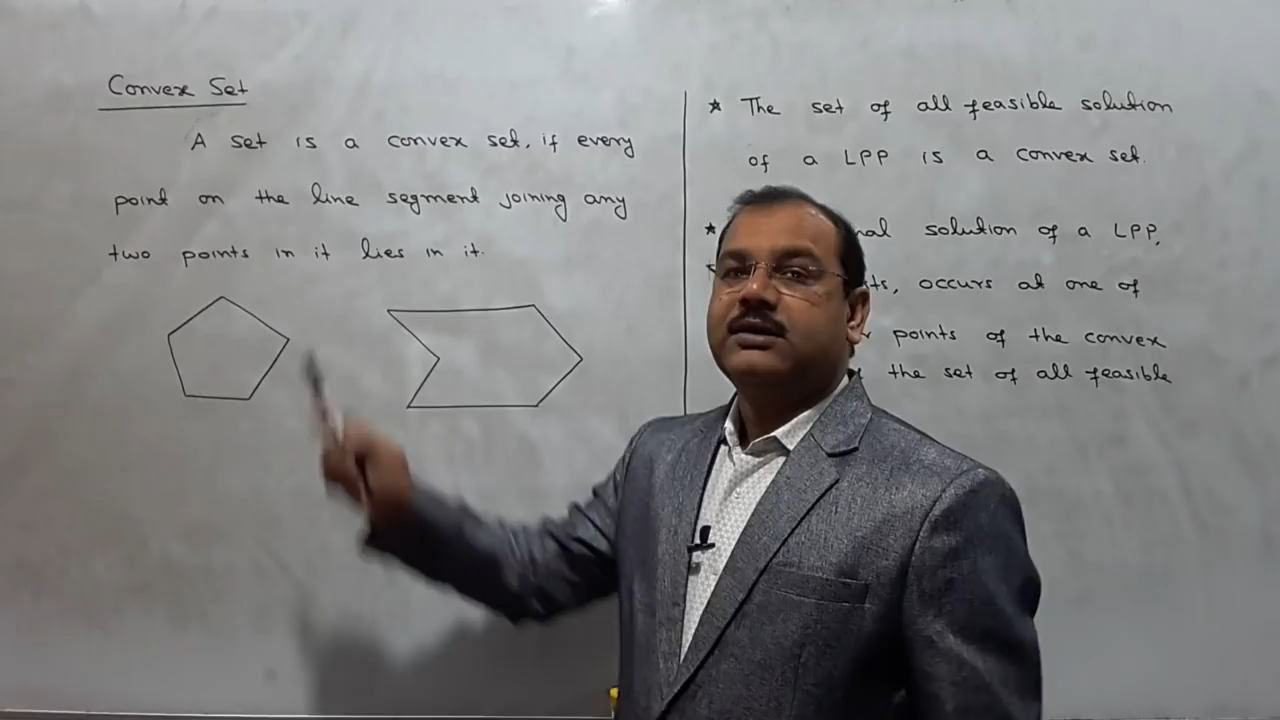 Convex Set
A set is a convex set, if every
point on the line segment joining any
two points in it lies in it.
* The set of all feasible solution
of a LPP is a convex set.
* solution of a LPP,
occurs at one of
points of the convex
the set of all feasible